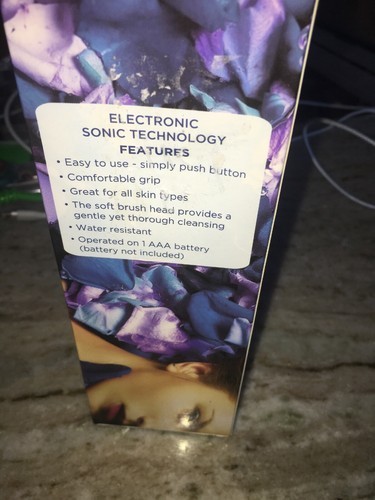 ELECTRONIC
SONIC TECHNOLOGY
FEATURES
• Easy to use - simply push button
• Comfortable grip
• Great for all skin types
• The soft brush head provides a
gentle yet thorough cleansing
• Water resistant
• Operated on 1 AAA battery
(battery not included)